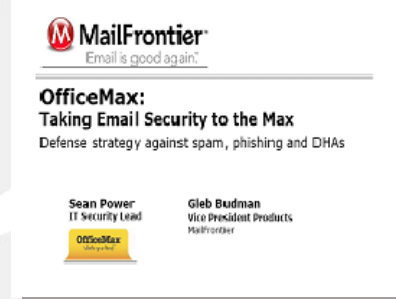 MailFrontier
Email is good again.
OfficeMax:
Taking Email Security to the Max
Defense strategy against spam, phishing and DHAs
Sean Power
IT Security Lead
OfficeMax
Gleb Budman
Vice President Products
MailFrontier